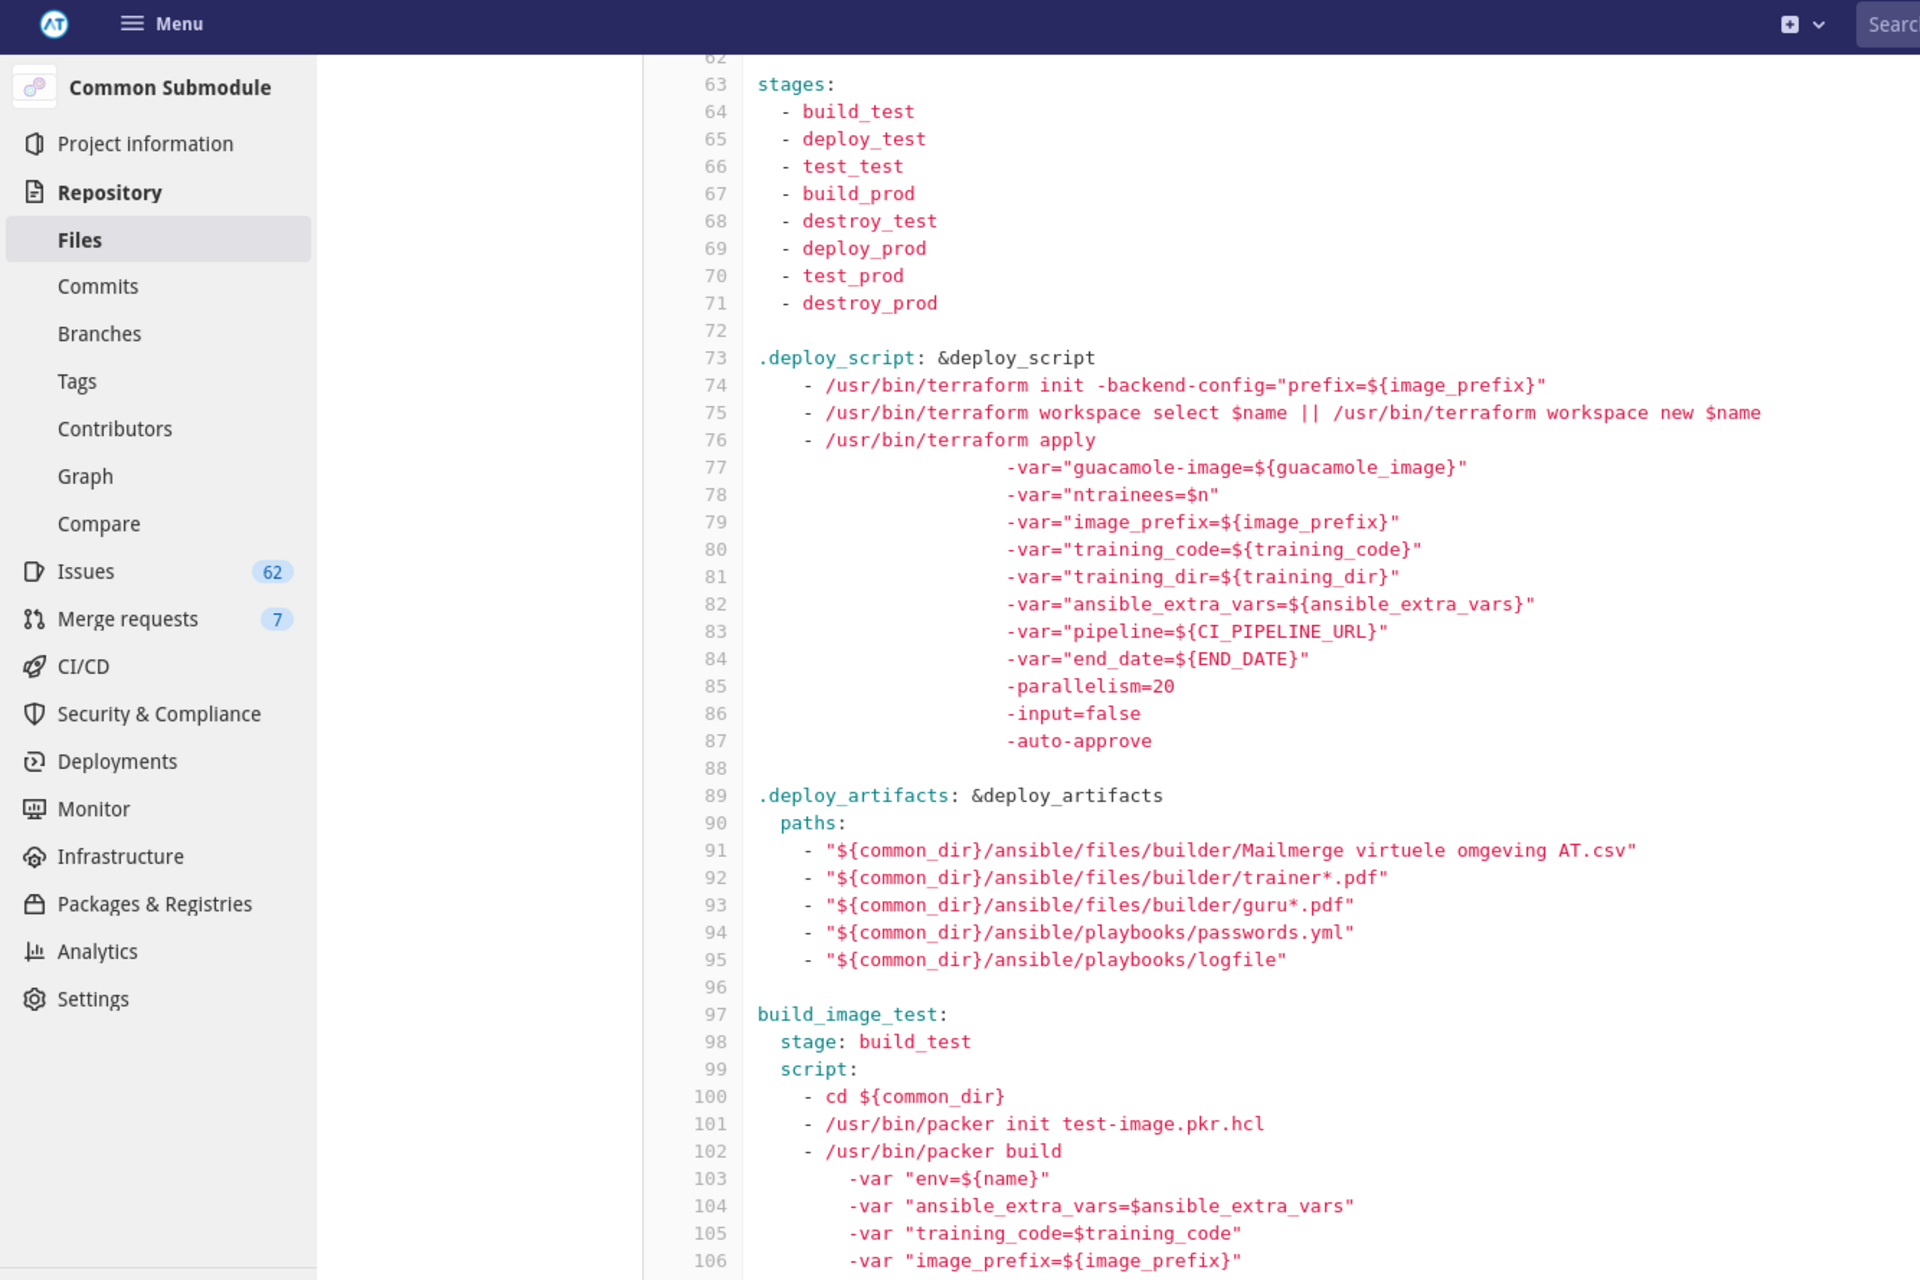 AT
Menu
Searc
Common Submodule
Project information
Repository
Files
Commits
Branches
Tags
Contributors
Graph
Compare
Issues 62
Merge requests 7
CI/CD
Security & Compliance
Deployments
Monitor
Infrastructure
Packages & Registries
Analytics
Settings
62
63 stages:
64 - build_test
65 - deploy_test
66 - test_test
67 - build_prod
68 - destroy_test
69 - deploy_prod
70 - test_prod
71 - destroy_prod
72
73 .deploy_script: &deploy_script
74 - /usr/bin/terraform init -backend-config="prefix=${image_prefix}"
75 - /usr/bin/terraform workspace select $name || /usr/bin/terraform workspace new $name
76 - /usr/bin/terraform apply
77 -var="guacamole-image=${guacamole_image}"
78 -var="ntrainees=$n"
79 -var="image_prefix=${image_prefix}"
80 -var="training_code=${training_code}"
81 -var="training_dir=${training_dir}"
82 -var="ansible_extra_vars=${ansible_extra_vars}"
83 -var="pipeline=${CI_PIPELINE_URL}"
84 -var="end_date=${END_DATE}"
85 -parallelism=20
86 -input=false
87 -auto-approve
88
89 .deploy_artifacts: &deploy_artifacts
90 paths:
91 - "${common_dir}/ansible/files/builder/Mailmerge virtuele omgeving AT.csv"
92 - "${common_dir}/ansible/files/builder/trainer*.pdf"
93 - "${common_dir}/ansible/files/builder/guru*.pdf"
94 - "${common_dir}/ansible/playbooks/passwords.yml"
95 - "${common_dir}/ansible/playbooks/logfile"
96
97 build_image_test:
98 stage: build_test
99 script:
100 - cd ${common_dir}
101 - /usr/bin/packer init test-image.pkr.hcl
102 - /usr/bin/packer build
103 -var "env=${name}"
104 -var "ansible_extra_vars=$ansible_extra_vars"
105 -var "training_code=$training_code"
106 -var "image_prefix=${image_prefix}"